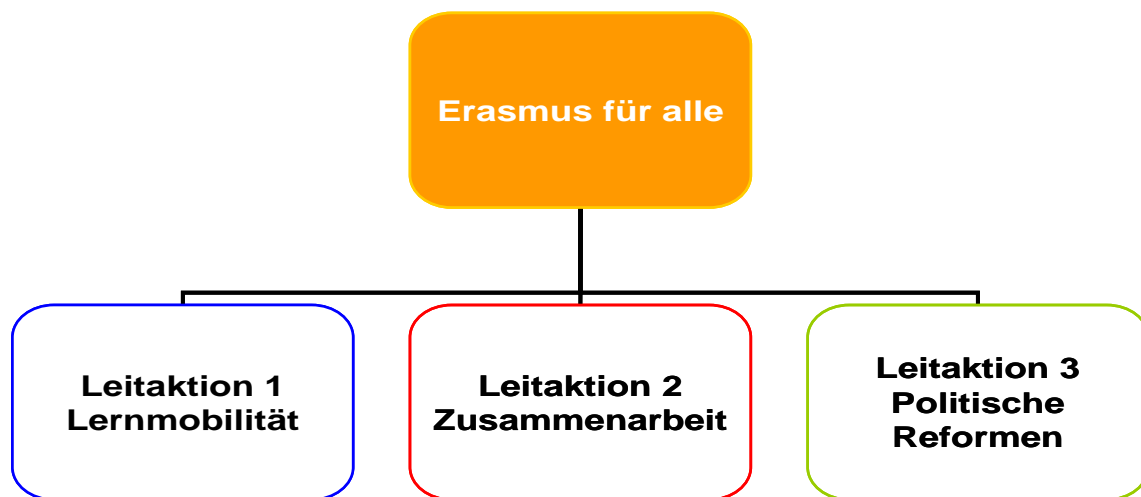 Erasmus für alle
Leitaktion 1
Lernmobilität
Leitaktion 2
Zusammenarbeit
Leitaktion 3
Politische
Reformen